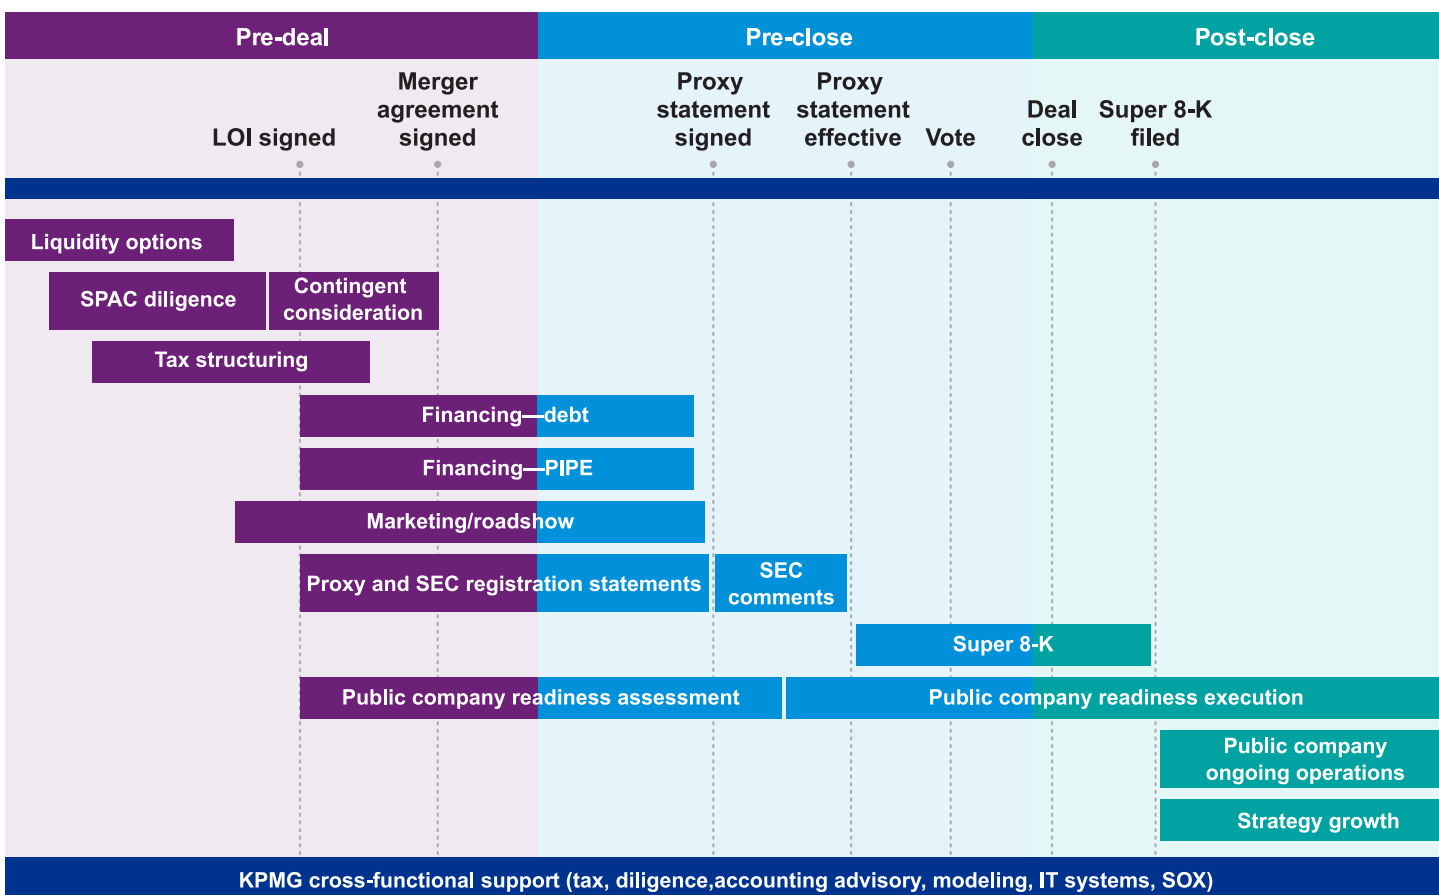 Pre-deal
Pre-close
Post-close
LOI signed
Merger
agreement
signed
Proxy
statement
signed
Proxy
statement
effective
Vote
Deal
close
Super 8-K
filed
Liquidity options
SPAC diligence
Contingent
consideration
Tax structuring
Financing—debt
Financing—PIPE
Marketing/roadshow
Proxy and SEC registration statements
SEC
comments
Super 8-K
Public company readiness assessment
Public company readiness execution
Public company
ongoing operations
Strategy growth
KPMG cross-functional support (tax, diligence,accounting advisory, modeling, IT systems, SOX)